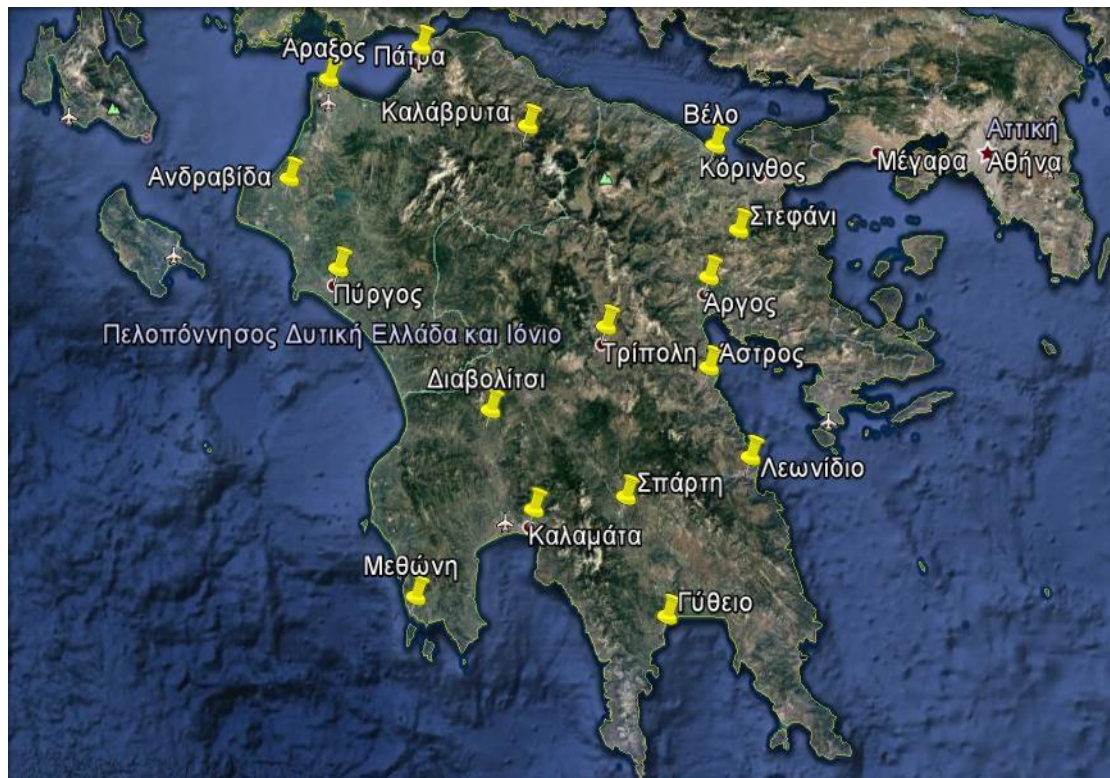 Άραξος
Πάτρα
Καλάβρυτα
Βέλο
Αττική
Ανδραβίδα
Κόρινθος
Μέγαρα
Αθήνα
Στεφάνι
Πύργος
Άργος
Πελοπόννησος Δυτική Ελλάδα και Ιόνιο
Τρίπολη
Άστρος
Διαβολίτσι
Λεωνίδιο
Σπάρτη
Καλαμάτα
Μεθώνη
Γύθειο